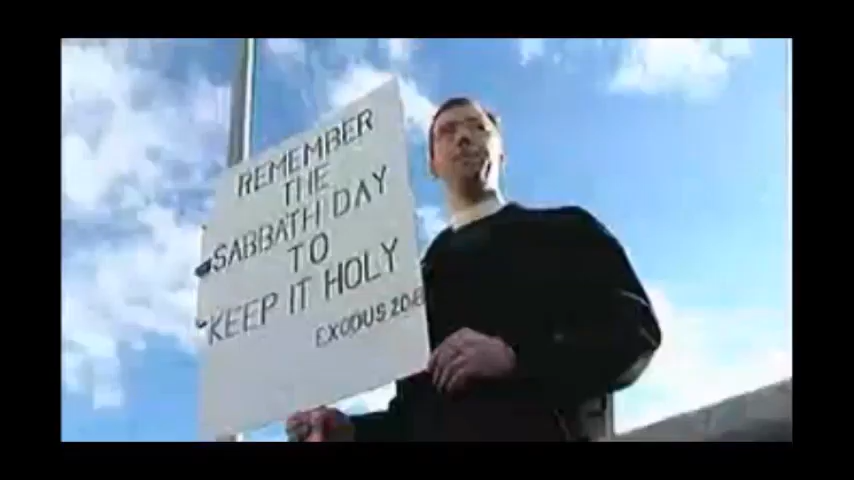 REMEMBER
THE
SABBATH DAY
TO
KEEP IT HOLY
EXODUS 20:8